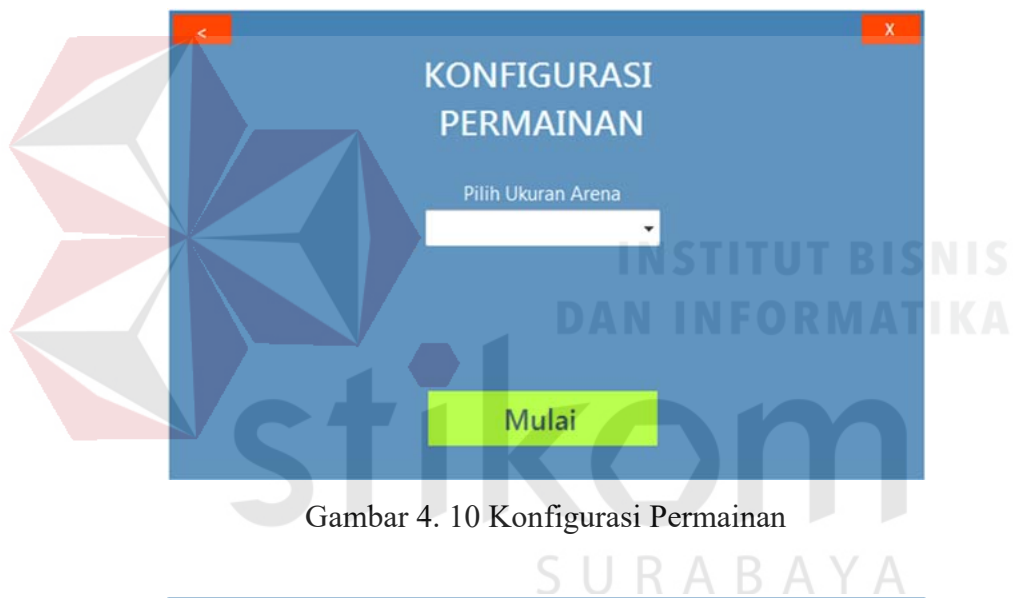 <
X
KONFIGURASI
PERMAINAN
Pilih Ukuran Arena
INSTITUT BISNIS
DAN INFORMATIKA
stikom
Mulai
Gambar 4. 10 Konfigurasi Permainan
SURABAYA